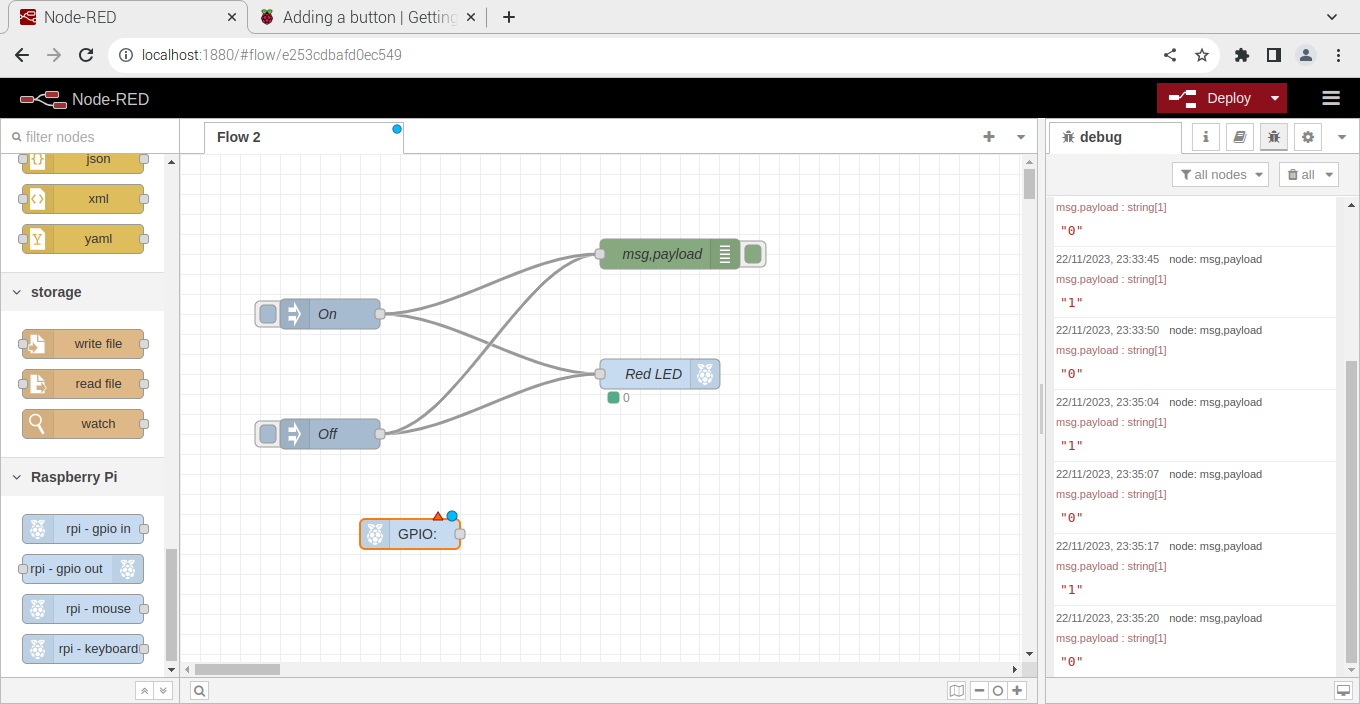 Node-RED
Adding a button | Getting
localhost:1880/#flow/e253cdbafd0ec549
Node-RED
Deploy
filter nodes
json
xml
yaml
storage
write file
read file
watch
Raspberry Pi
rpi - gpio in
rpi - gpio out
rpi - mouse
rpi - keyboard
Flow 2
On
Off
msg,payload
Red LED
0
GPIO:
debug
i
all nodes
all
msg.payload : string[1]
"0"
22/11/2023, 23:33:45 node: msg,payload
msg.payload : string[1]
"1"
22/11/2023, 23:33:50 node: msg,payload
msg.payload : string[1]
"0"
22/11/2023, 23:35:04 node: msg,payload
msg.payload : string[1]
"1"
22/11/2023, 23:35:07 node: msg,payload
msg.payload : string[1]
"0"
22/11/2023, 23:35:17 node: msg,payload
msg.payload : string[1]
"1"
22/11/2023, 23:35:20 node: msg,payload
msg.payload : string[1]
"0"